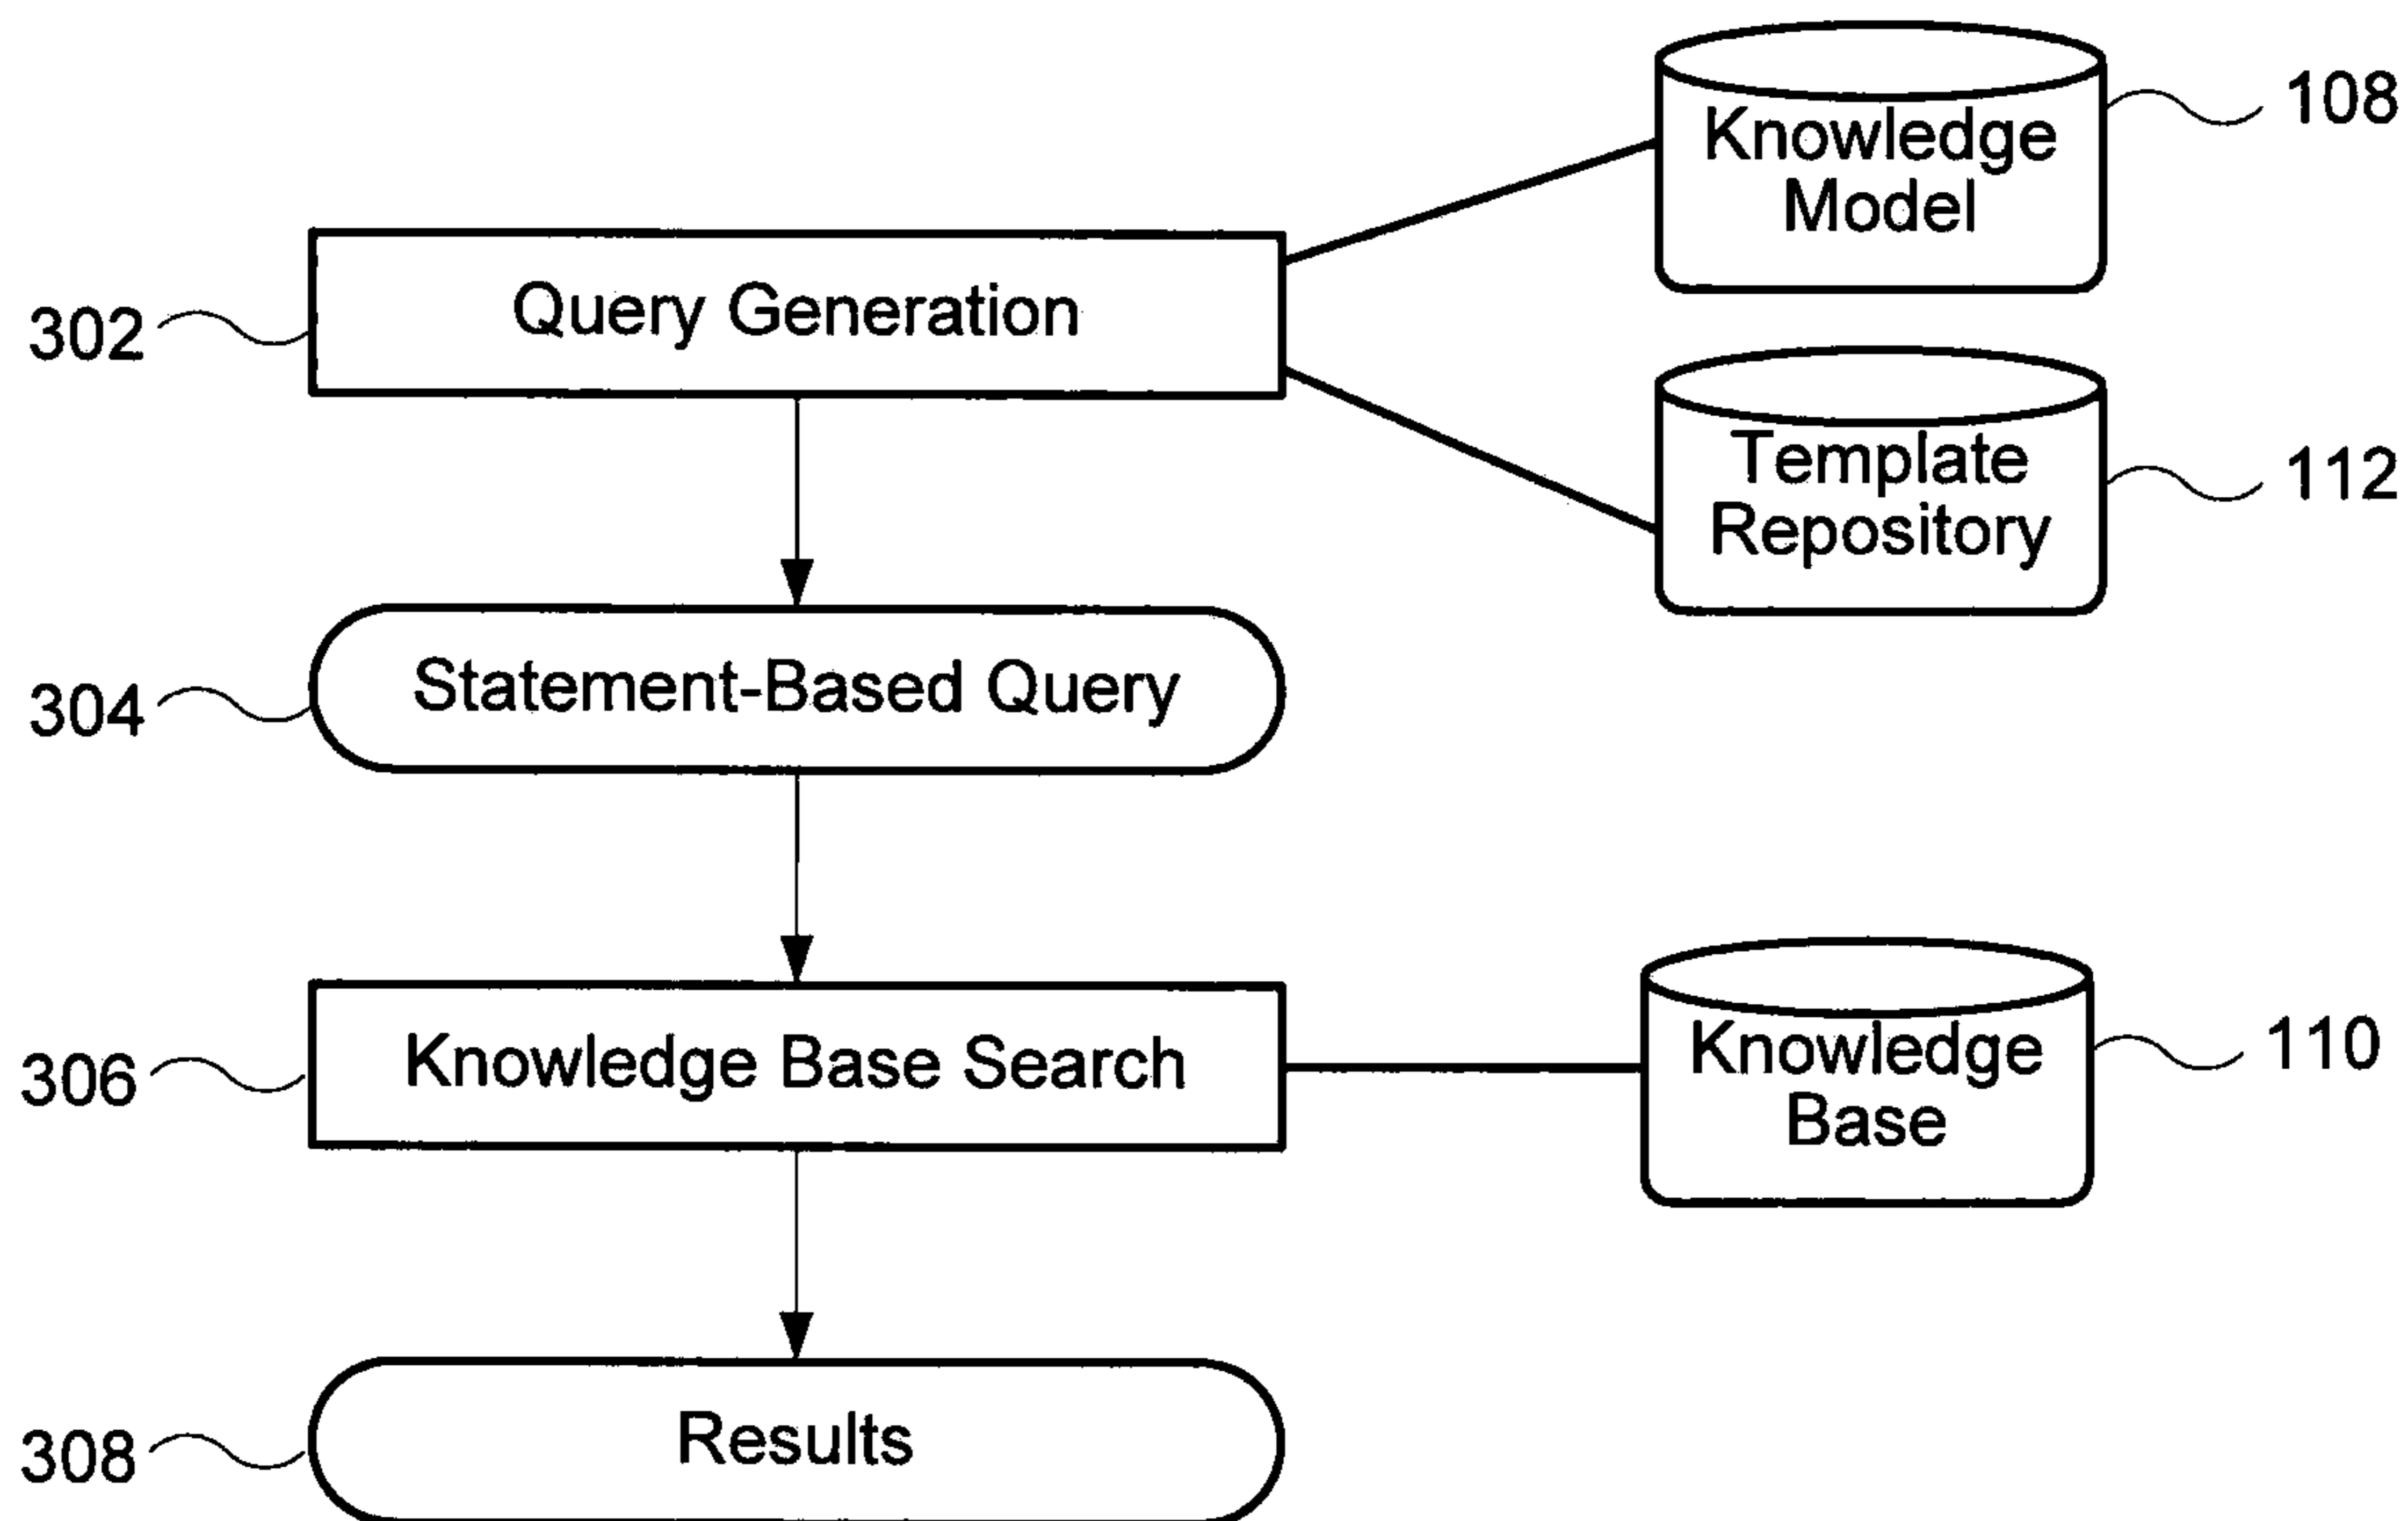 Knowledge
Model
108
Query Generation
302
Template
Repository
112
Statement-Based Query
304
Knowledge Base Search
306
Knowledge
Base
110
Results
308